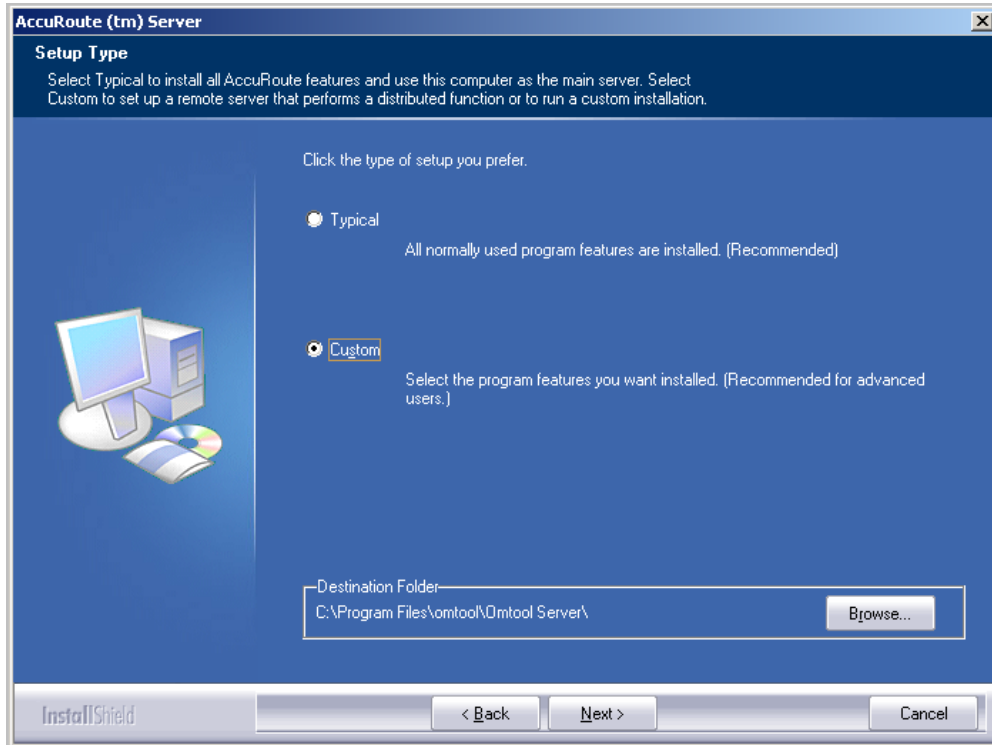 AccuRoute (tm) Server
Setup Type
Select Typical to install all AccuRoute features and use this computer as the main server. Select
Custom to set up a remote server that performs a distributed function or to run a custom installation.
Click the type of setup you prefer.
Typical
All normally used program features are installed. (Recommended)
Custom
Select the program features you want installed. (Recommended for advanced
users.)
Destination Folder
C:\Program Files\omtool\Omtool Server\
Browse...
InstallShield
< Back
Next >
Cancel